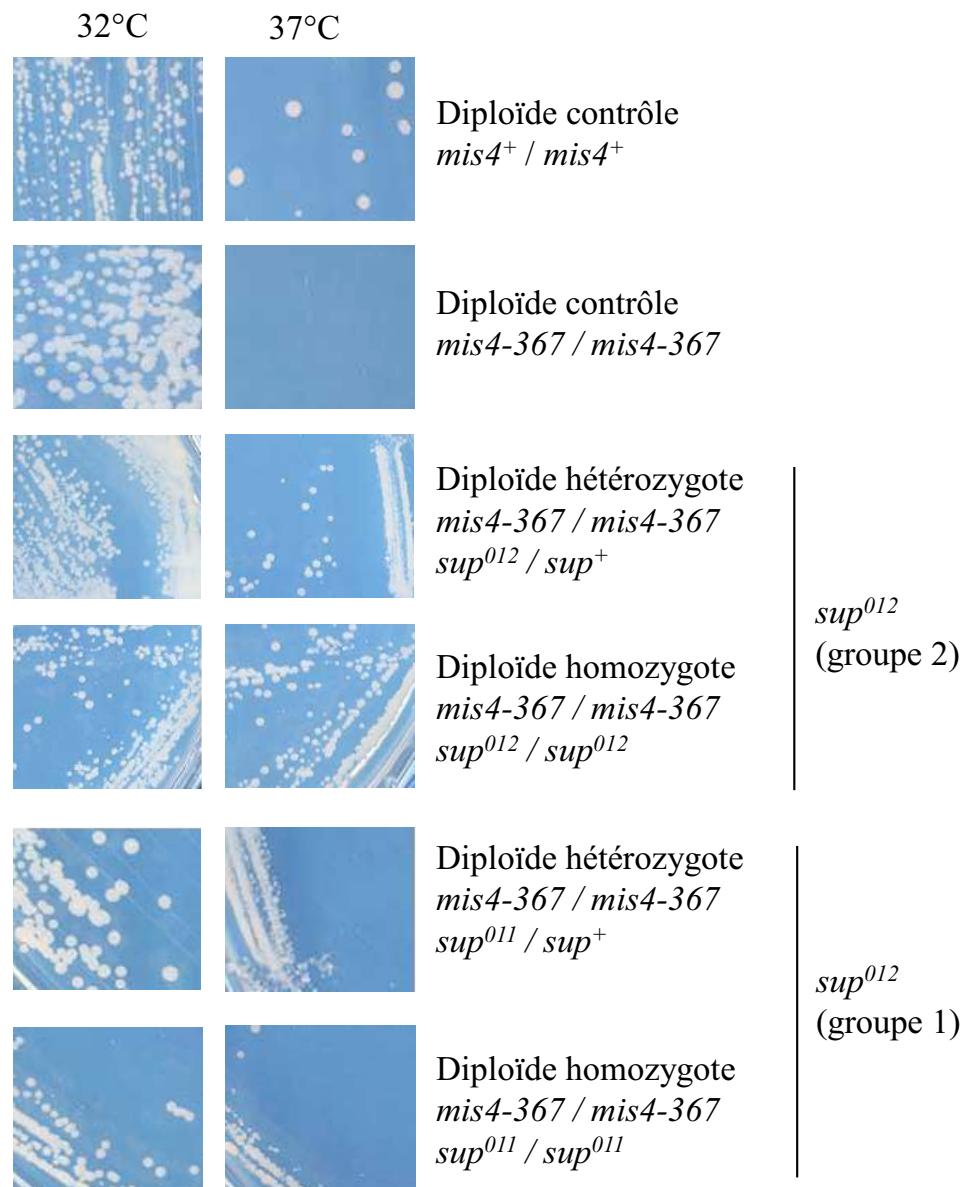 32°C 37°C
Diploïde contrôle
mis4⁺ / mis4⁺
Diploïde contrôle
mis4-367 / mis4-367
Diploïde hétérozygote
mis4-367 / mis4-367
sup⁰¹² / sup⁺
Diploïde homozygote
mis4-367 / mis4-367
sup⁰¹² / sup⁰¹²
sup⁰¹²
(groupe 2)
Diploïde hétérozygote
mis4-367 / mis4-367
sup⁰¹¹ / sup⁺
Diploïde homozygote
mis4-367 / mis4-367
sup⁰¹¹ / sup⁰¹¹
sup⁰¹²
(groupe 1)